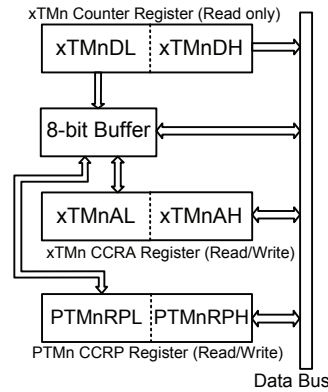 xTMn Counter Register (Read only)
xTMnDL xTMnDH
8-bit Buffer
xTMnAL xTMnAH
xTMn CCRA Register (Read/Write)
PTMnRPL PTMnRPH
PTMn CCRP Register (Read/Write)
Data Bus